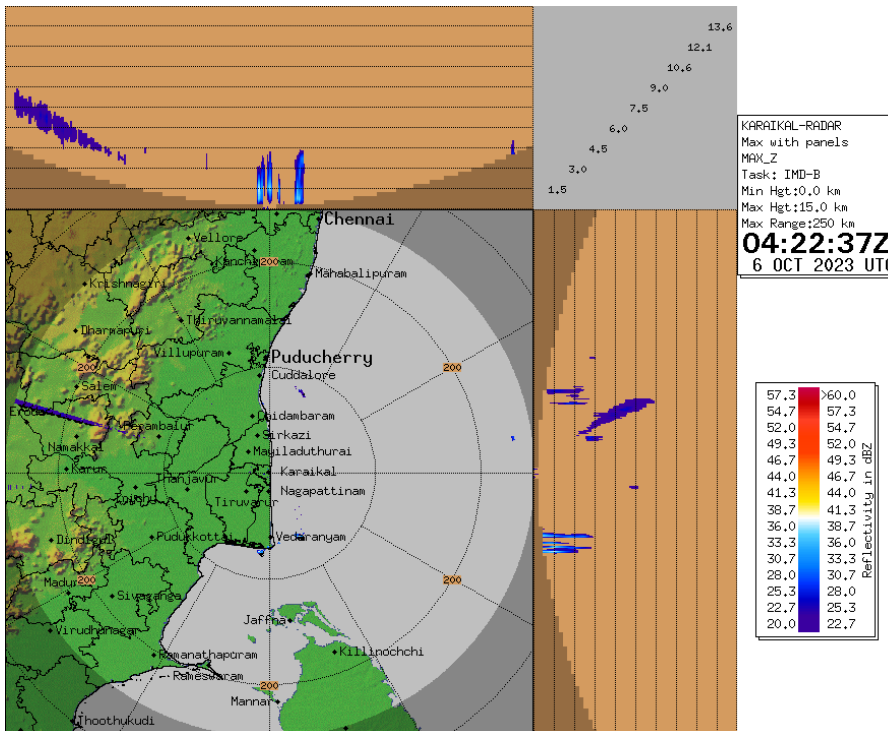 13.6
12.1
10.6
9.0
7.5
6.0
4.5
3.0
1.5
KARAIKAL-RADAR
Max with panels
MAX_Z
Task: IMD-B
Min Hgt:0.0 km
Max Hgt:15.0 km
Max Range:250 km
04:22:37Z
6 OCT 2023 UTC
Chennai
Vellore
200
Mahabalipuram
Krishnagiri
Thiruvannamalai
Dharmapuri
Villupuram
Puducherry
200
200
Cuddalore
Salem
Chidambaram
Perambalur
Sirkazi
Namakkal
Mayiladuthurai
Karur
Karaikal
Thanjavur
Nagapattinam
Tiruvarur
Pudukkottai
Vedaranyam
Dindigul
200
200
Sivaganga
Jaffna
Virudhunagar
Killinochchi
Ramanathapuram
Rameswaram
200
Mannar
Thoothukudi
57.3 >60.0
54.7 57.3
52.0 54.7
49.3 52.0
46.7 49.3
44.0 46.7
41.3 44.0
38.7 41.3
36.0 38.7
33.3 36.0
30.7 33.3
28.0 30.7
25.3 28.0
22.7 25.3
20.0 22.7
Reflectivity in dBZ